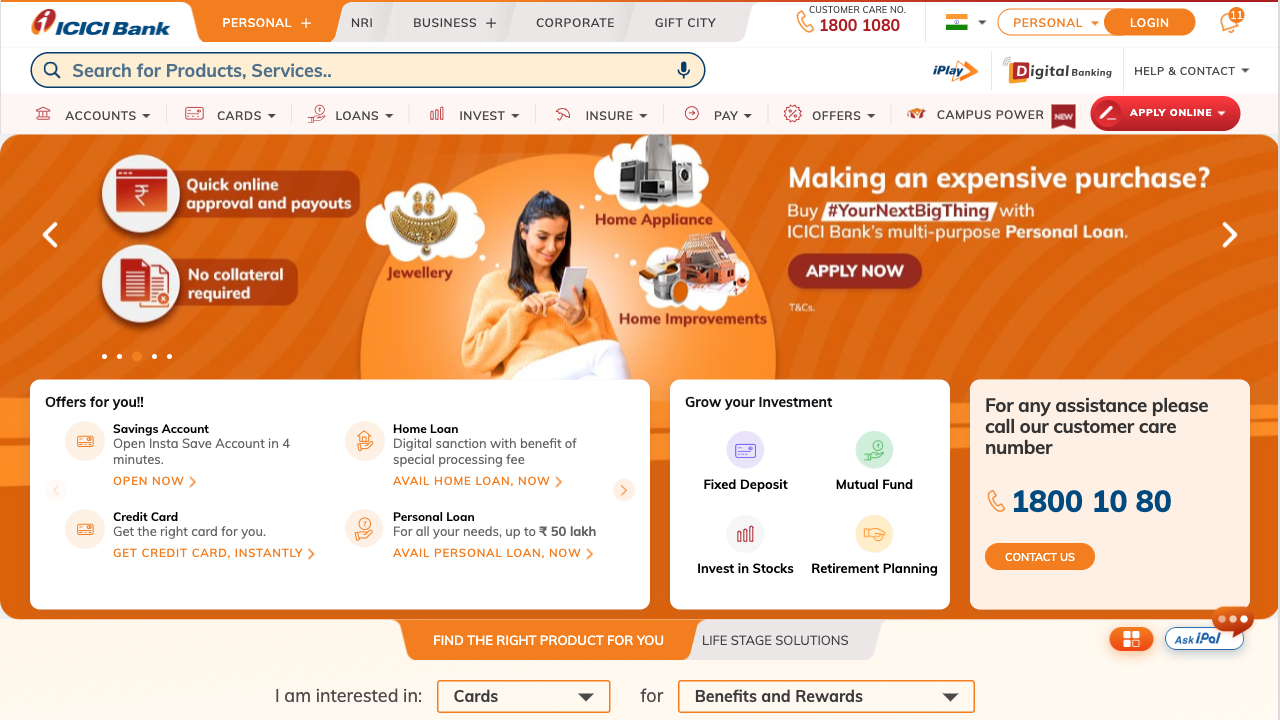 ICICI Bank
PERSONAL +
NRI
BUSINESS +
CORPORATE
GIFT CITY
CUSTOMER CARE NO.
1800 1080
PERSONAL
LOGIN
11
Search for Products, Services..
iPlay
Digital Banking
HELP & CONTACT
ACCOUNTS
CARDS
LOANS
INVEST
INSURE
PAY
OFFERS
CAMPUS POWER
NEW
APPLY ONLINE
Quick online
approval and payouts
No collateral
required
Jewellery
Home Appliance
Home Improvements
Making an expensive purchase?
Buy #YourNextBigThing with
ICICI Bank's multi-purpose Personal Loan.
APPLY NOW
T&Cs.
Offers for you!!
Savings Account
Open Insta Save Account in 4
minutes.
OPEN NOW
Home Loan
Digital sanction with benefit of
special processing fee
AVAIL HOME LOAN, NOW
Credit Card
Get the right card for you.
GET CREDIT CARD, INSTANTLY
Personal Loan
For all your needs, up to ₹ 50 lakh
AVAIL PERSONAL LOAN, NOW
Grow your Investment
Fixed Deposit
Mutual Fund
Invest in Stocks
Retirement Planning
For any assistance please
call our customer care
number
1800 10 80
CONTACT US
FIND THE RIGHT PRODUCT FOR YOU
LIFE STAGE SOLUTIONS
Ask iPal
I am interested in:
Cards
for
Benefits and Rewards